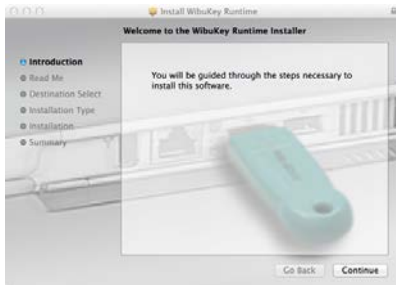 Install WibuKey Runtime
Welcome to the WibuKey Runtime Installer
Introduction
Read Me
Destination Select
Installation Type
Installation
Summary
You will be guided through the steps necessary to
install this software.
Go Back
Continue